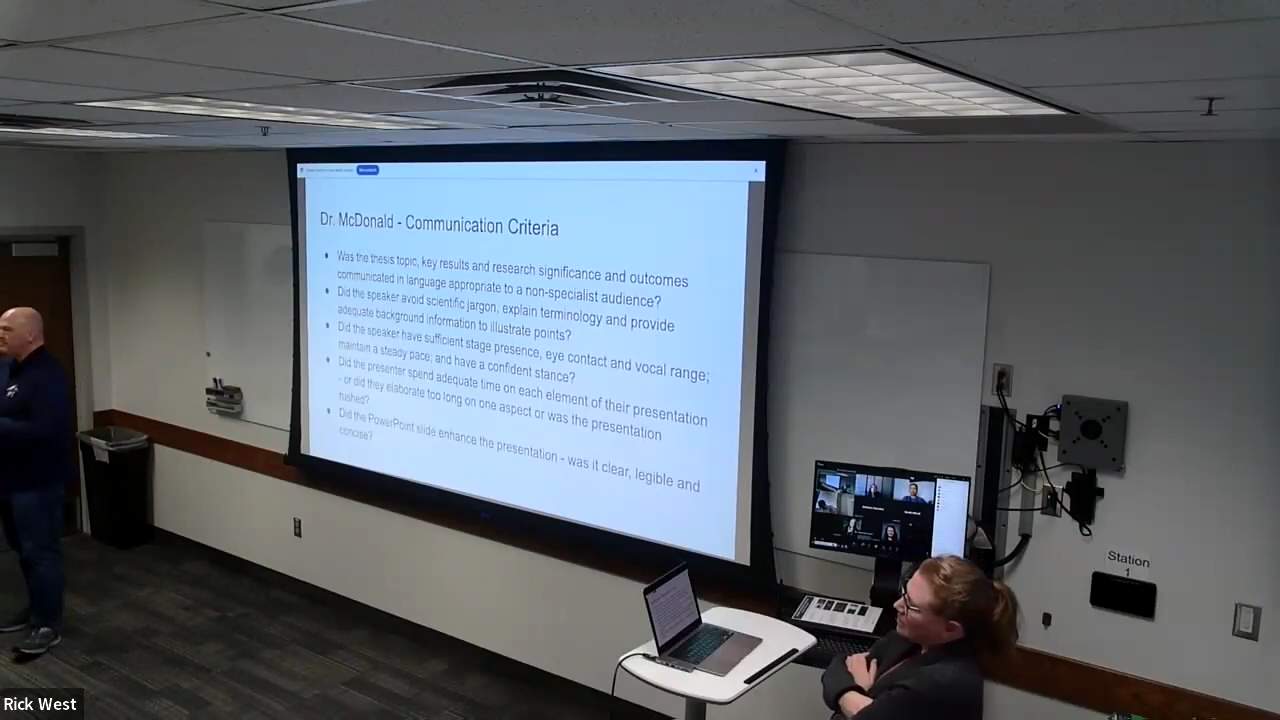 Dr. McDonald - Communication Criteria
• Was the thesis topic, key results and research significance and outcomes
communicated in language appropriate to a non-specialist audience?
• Did the speaker avoid scientific jargon, explain terminology and provide
adequate background information to illustrate points?
• Did the speaker have sufficient stage presence, eye contact and vocal range;
maintain a steady pace; and have a confident stance?
• Did the presenter spend adequate time on each element of their presentation
- or did they elaborate too long on one aspect or was the presentation
rushed?
• Did the PowerPoint slide enhance the presentation - was it clear, legible and
concise?
Station
1
Rick West